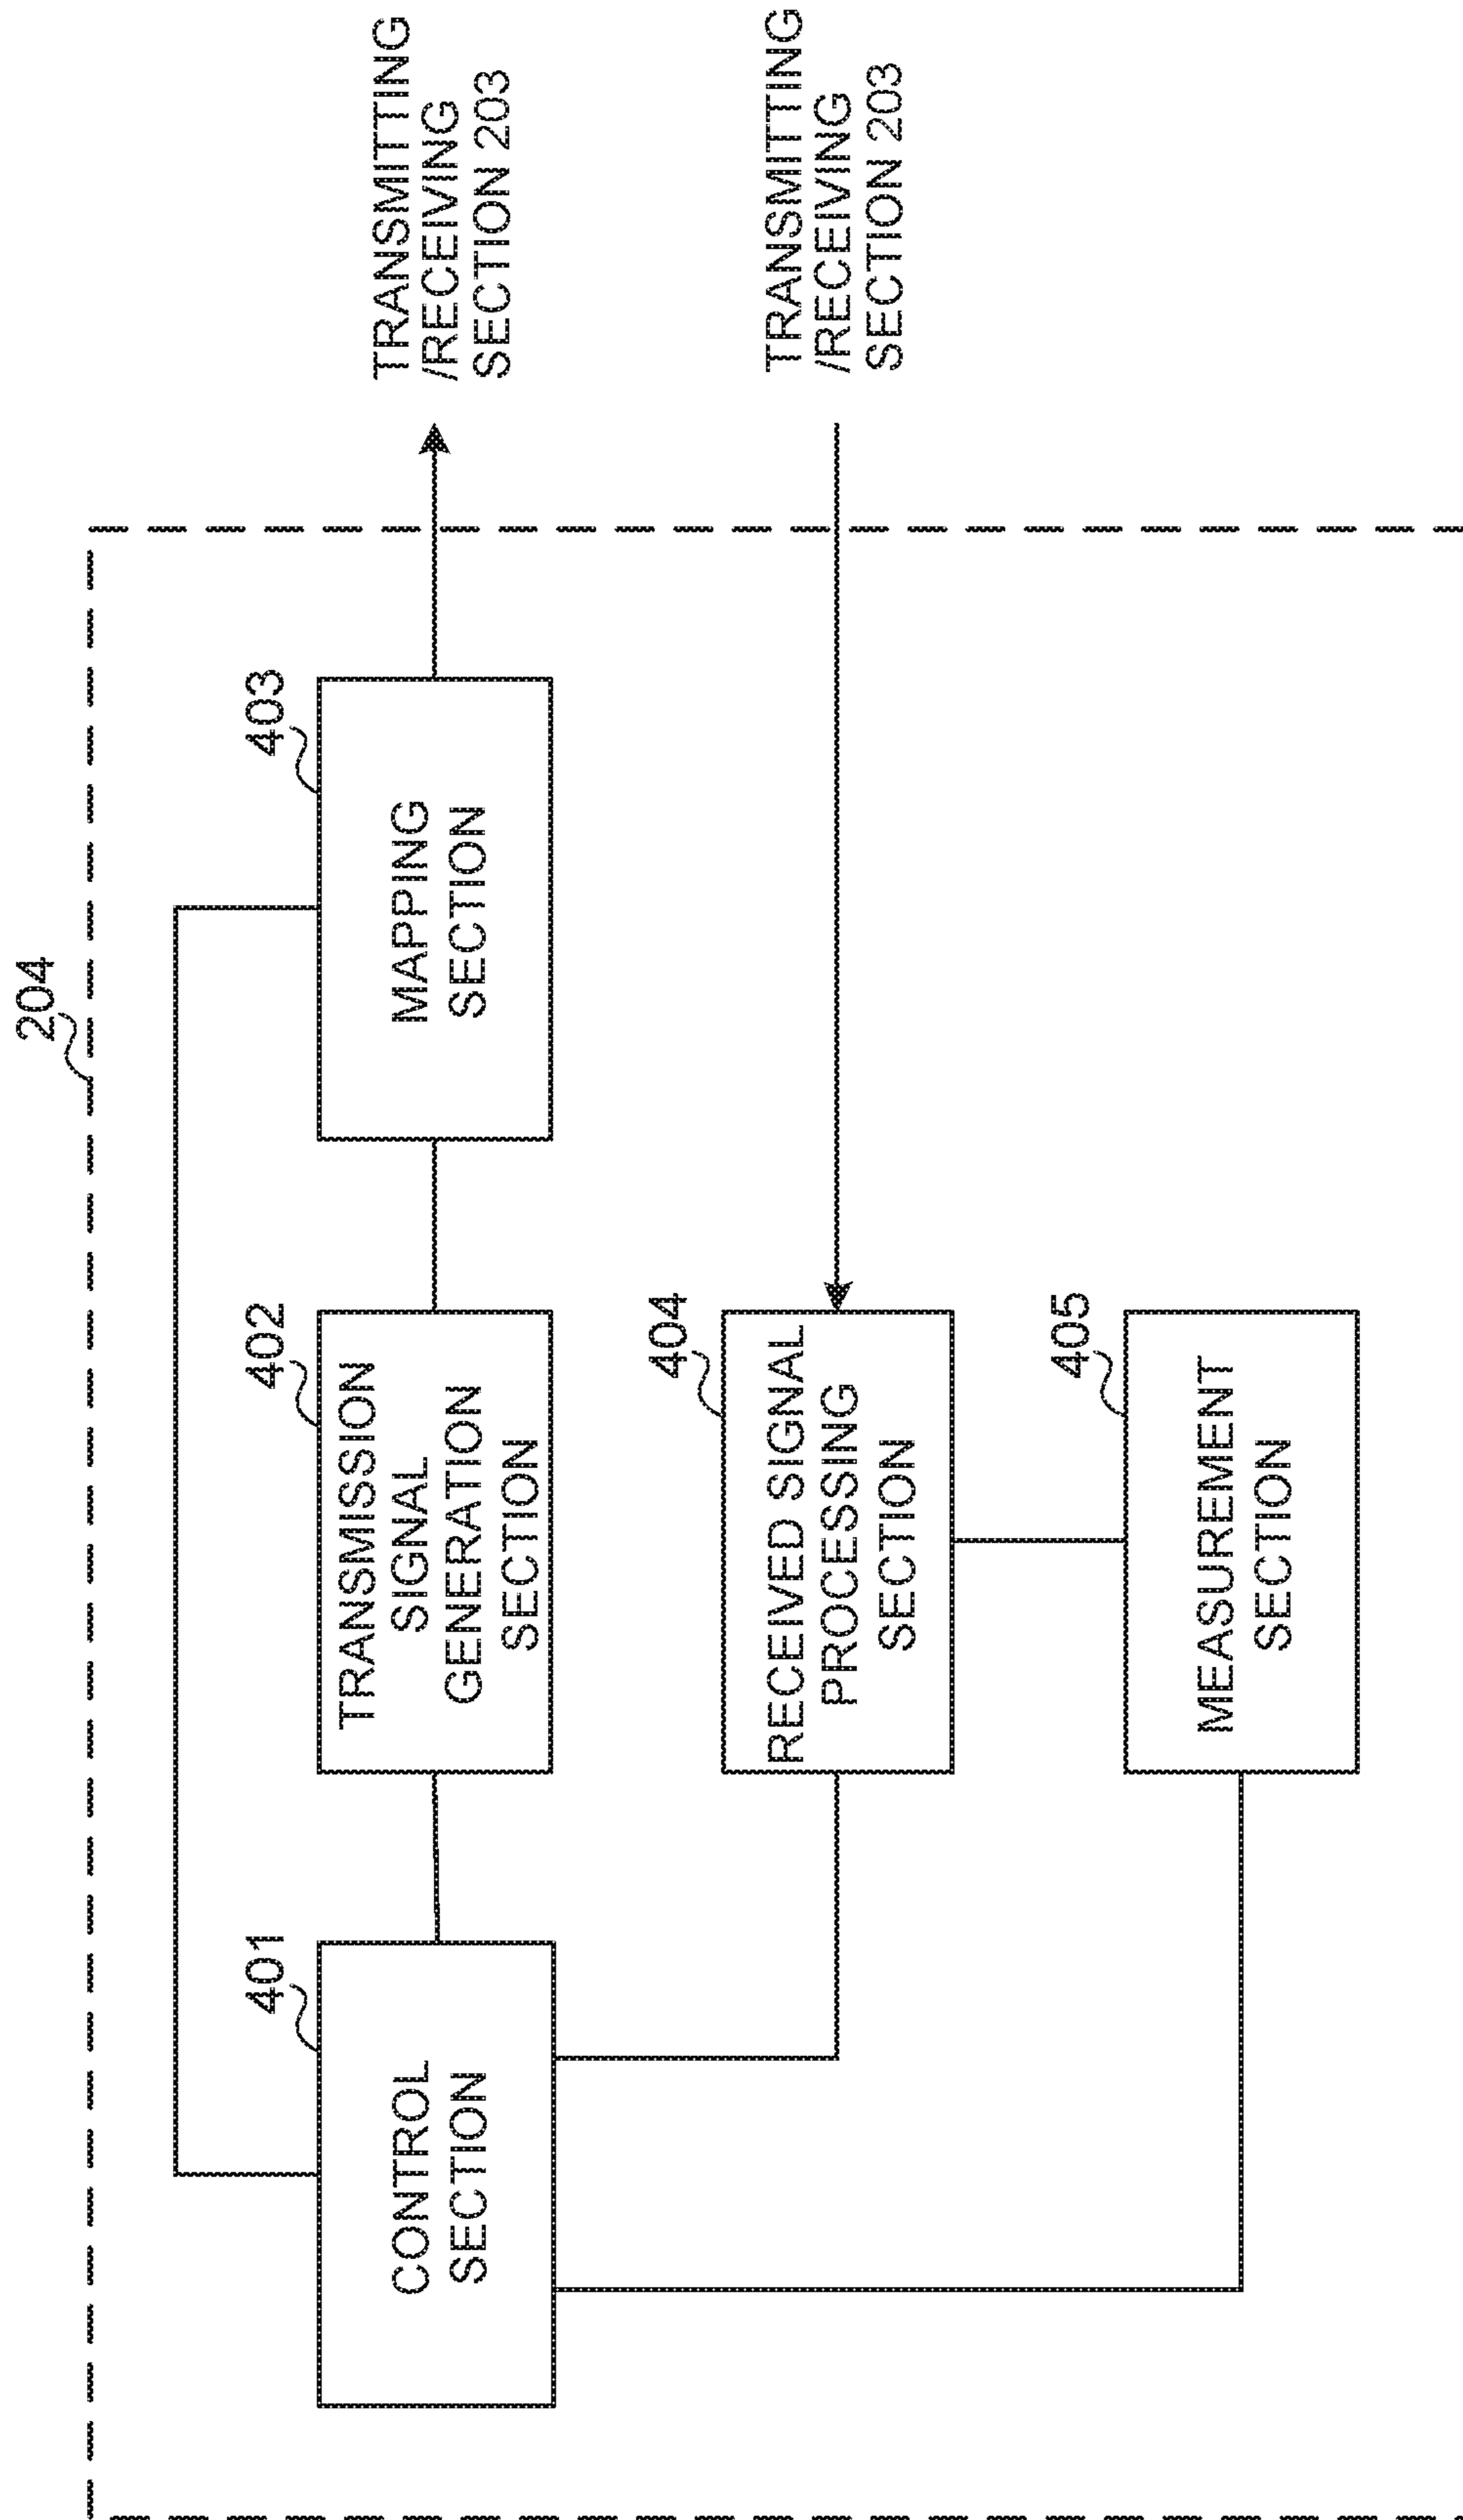 204
401
CONTROL
SECTION
402
TRANSMISSION
SIGNAL
GENERATION
SECTION
403
MAPPING
SECTION
TRANSMITTING
/RECEIVING
SECTION 203
404
RECEIVED SIGNAL
PROCESSING
SECTION
TRANSMITTING
/RECEIVING
SECTION 203
405
MEASUREMENT
SECTION